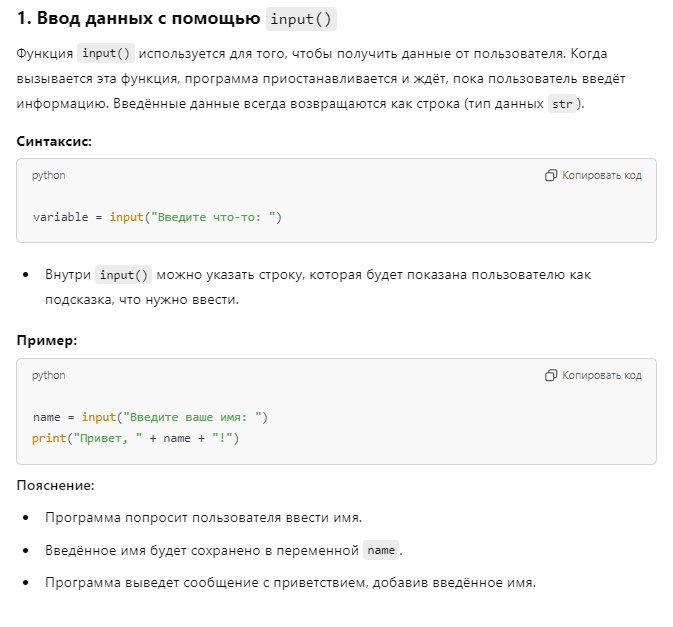 1. Ввод данных с помощью input()
Функция input() используется для того, чтобы получить данные от пользователя. Когда
вызывается эта функция, программа приостанавливается и ждёт, пока пользователь введёт
информацию. Введённые данные всегда возвращаются как строка (тип данных str).
Синтаксис:
python Копировать код
variable = input("Введите что-то: ")
• Внутри input() можно указать строку, которая будет показана пользователю как
подсказка, что нужно ввести.
Пример:
python Копировать код
name = input("Введите ваше имя: ")
print("Привет, " + name + "!")
Пояснение:
• Программа попросит пользователя ввести имя.
• Введённое имя будет сохранено в переменной name.
• Программа выведет сообщение с приветствием, добавив введённое имя.